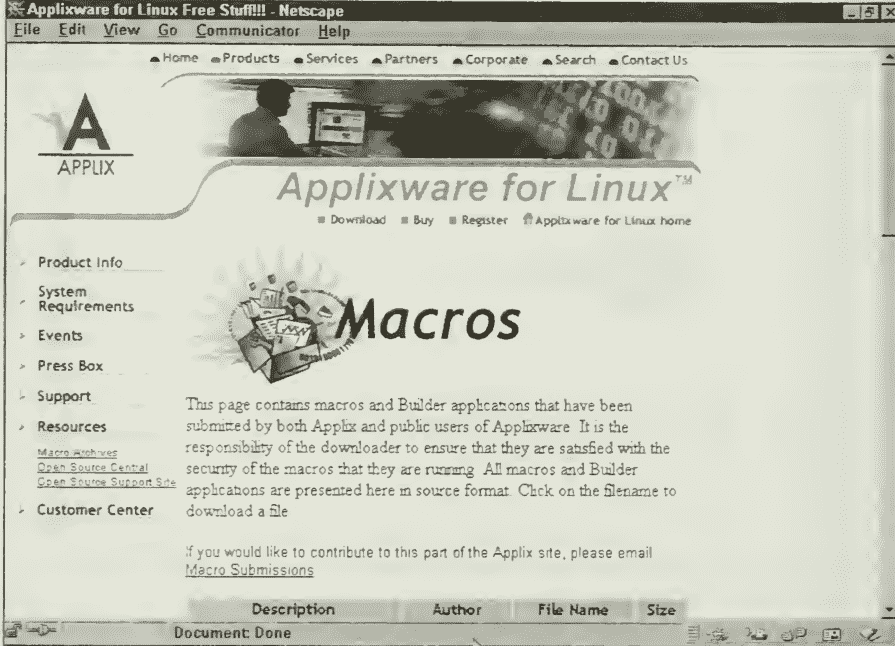 Applixware for Linux Free Stuff!!! - Netscape
File Edit View Go Communicator Help
Home Products Services Partners Corporate Search Contact Us
A
APPLIX
Applixware for Linux™
Download Buy Register Applixware for Linux home
Product Info
System
Requirements
Events
Press Box
Support
Resources
Macro Archives
Open Source Central
Open Source Support Site
Customer Center
Macros
This page contains macros and Builder applications that have been
submitted by both Applix and public users of Applixware. It is the
responsibility of the downloader to ensure that they are satisfied with the
security of the macros that they are running. All macros and Builder
applications are presented here in source format. Click on the filename to
download a file
If you would like to contribute to this part of the Applix site, please email
Macro Submissions
Description Author File Name Size
Document: Done